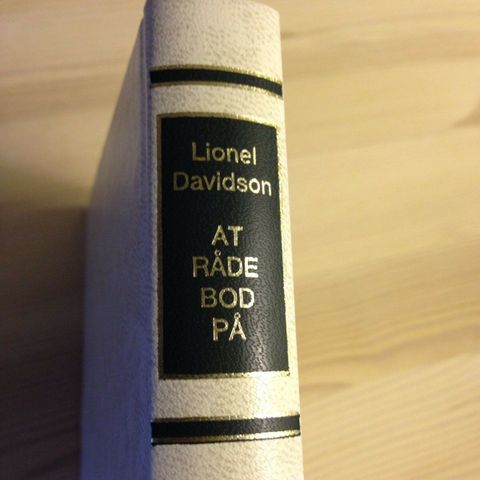 Lionel
Davidson
AT
RÅDE
BOD
PÅ